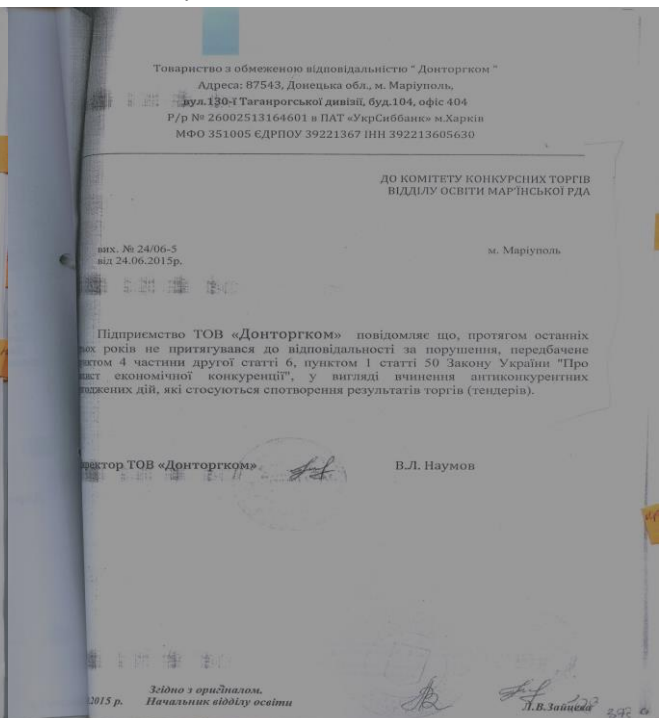 Товариство з обмеженою відповідальністю " Донторгком "
Адреса: 87543, Донецька обл., м. Маріуполь,
вул.130-ї Таганрогської дивізії, буд.104, офіс 404
Р/р № 26002513164601 в ПАТ «УкрСиббанк» м.Харків
МФО 351005 ЄДРПОУ 39221367 ІНН 392213605630
ДО КОМІТЕТУ КОНКУРСНИХ ТОРГІВ
ВІДДІЛУ ОСВІТИ МАР'ЇНСЬКОЇ РДА
вих. № 24/06-5
м. Маріуполь
від 24.06.2015р.
Підприємство ТОВ «Донторгком» повідомляє що, протягом останніх
років не притягувався до відповідальності за порушення, передбачене
пунктом 4 частини другої статті 6, пунктом 1 статті 50 Закону України "Про
економічної конкуренції", у вигляді вчинення антиконкурентних
дій, які стосуються спотворення результатів торгів (тендерів).
ТОВ «Донторгком»
В.Л. Наумов
Згідно з оригіналом.
2015 р. Начальник відділу освіти
Л.В.Зайцева